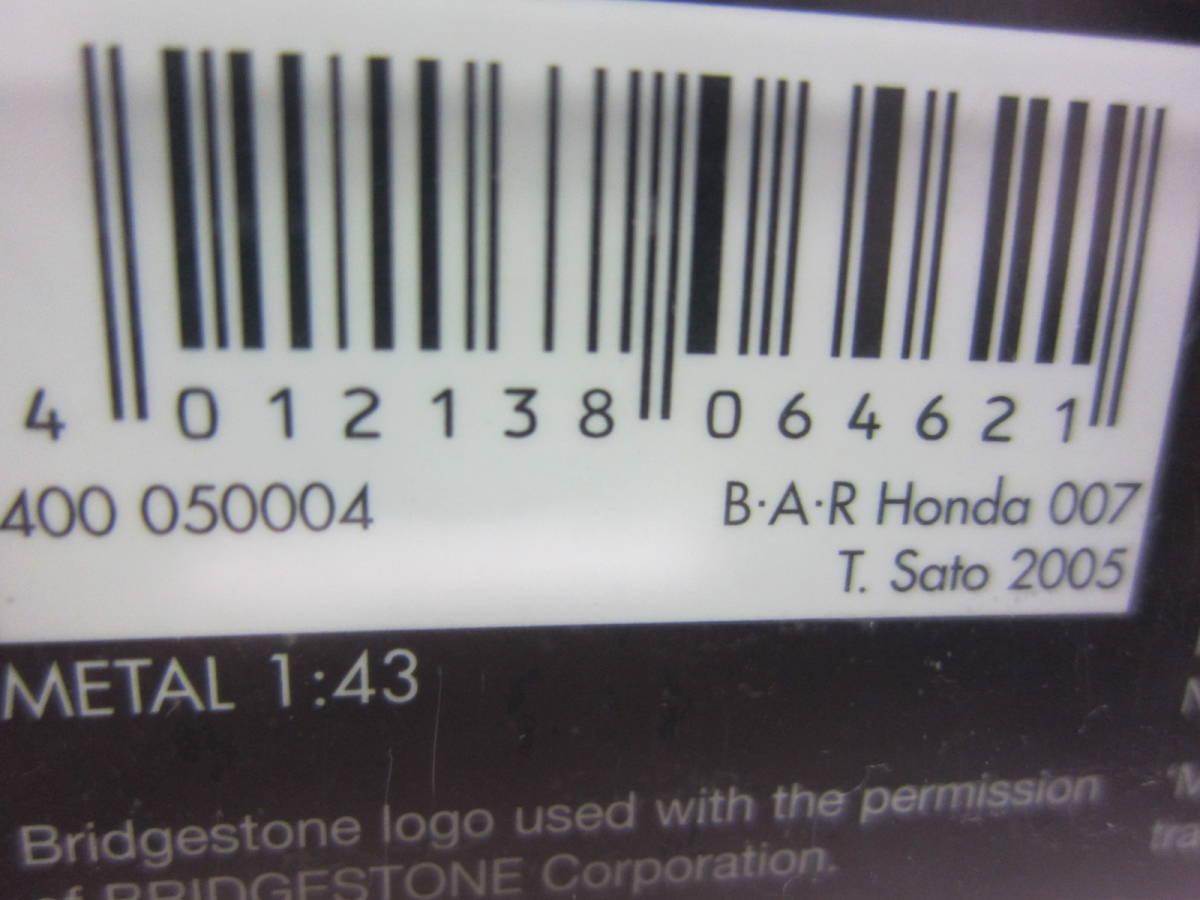 4 012138 064621
400 050004
B·A·R Honda 007
T. Sato 2005
METAL 1:43
Bridgestone logo used with the permission
of BRIDGESTONE Corporation.